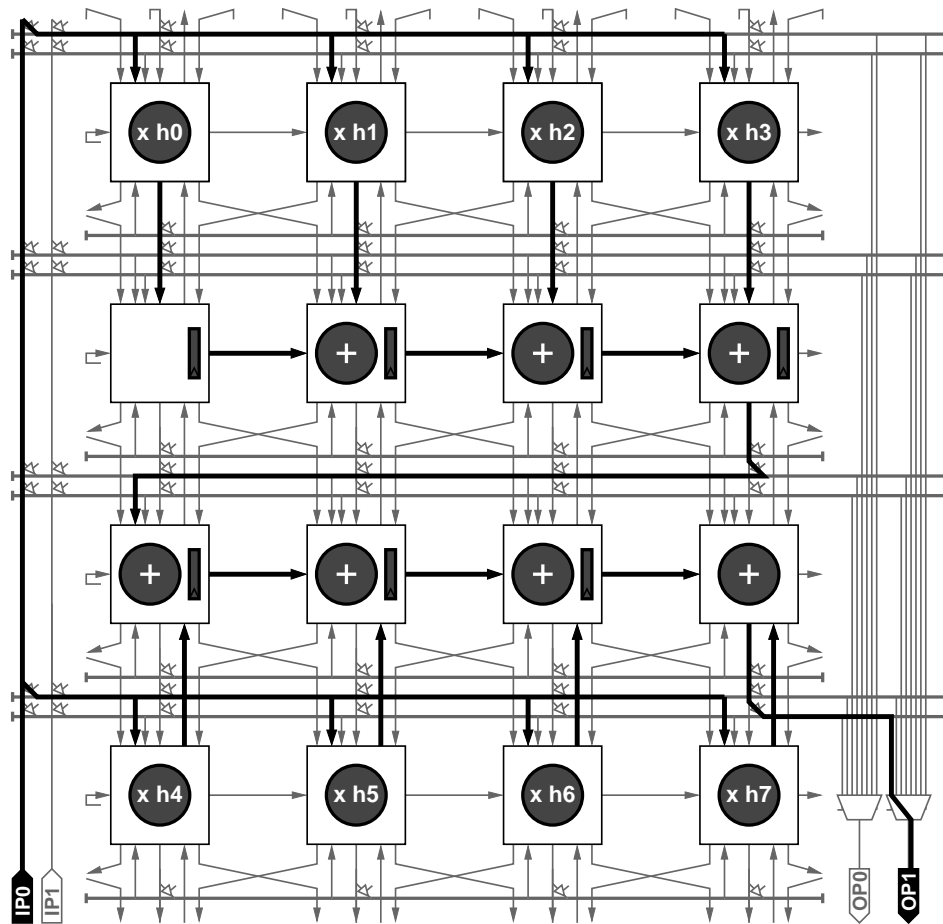 x h0 x h1 x h2 x h3
+ + +
+ + + +
x h4 x h5 x h6 x h7
IP0 IP1 OP0 OP1